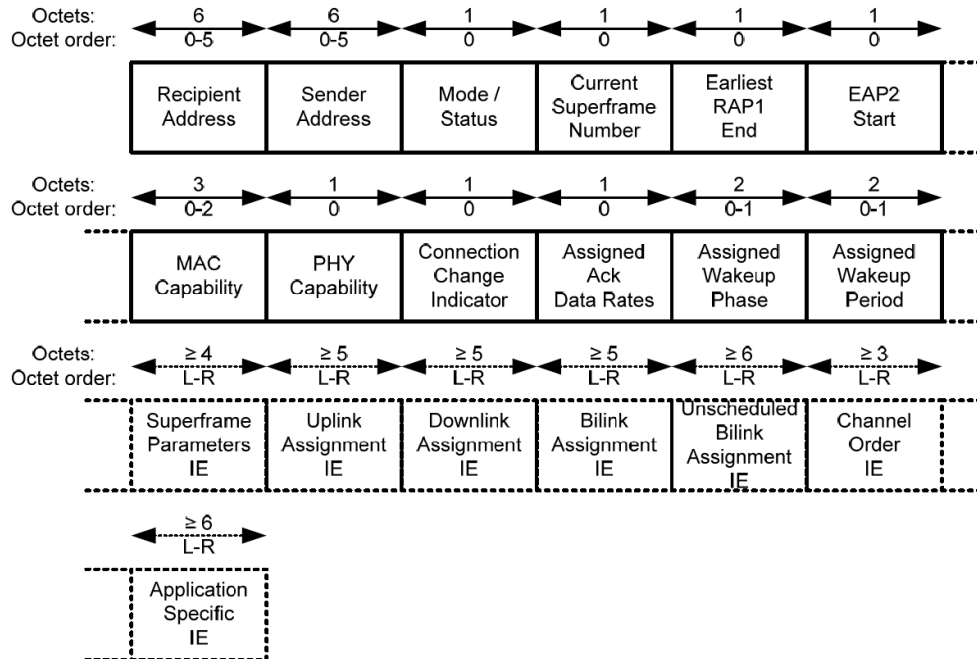 Octets: 6 6 1 1 1 1
Octet order: 0-5 0-5 0 0 0 0
Recipient Address
Sender Address
Mode / Status
Current Superframe Number
Earliest RAP1 End
EAP2 Start
Octets: 3 1 1 1 2 2
Octet order: 0-2 0 0 0 0-1 0-1
MAC Capability
PHY Capability
Connection Change Indicator
Assigned Ack Data Rates
Assigned Wakeup Phase
Assigned Wakeup Period
Octets: ≥ 4 ≥ 5 ≥ 5 ≥ 5 ≥ 6 ≥ 3
Octet order: L-R L-R L-R L-R L-R L-R
Superframe Parameters IE
Uplink Assignment IE
Downlink Assignment IE
Bilink Assignment IE
Unscheduled Bilink Assignment IE
Channel Order IE
≥ 6
L-R
Application Specific IE